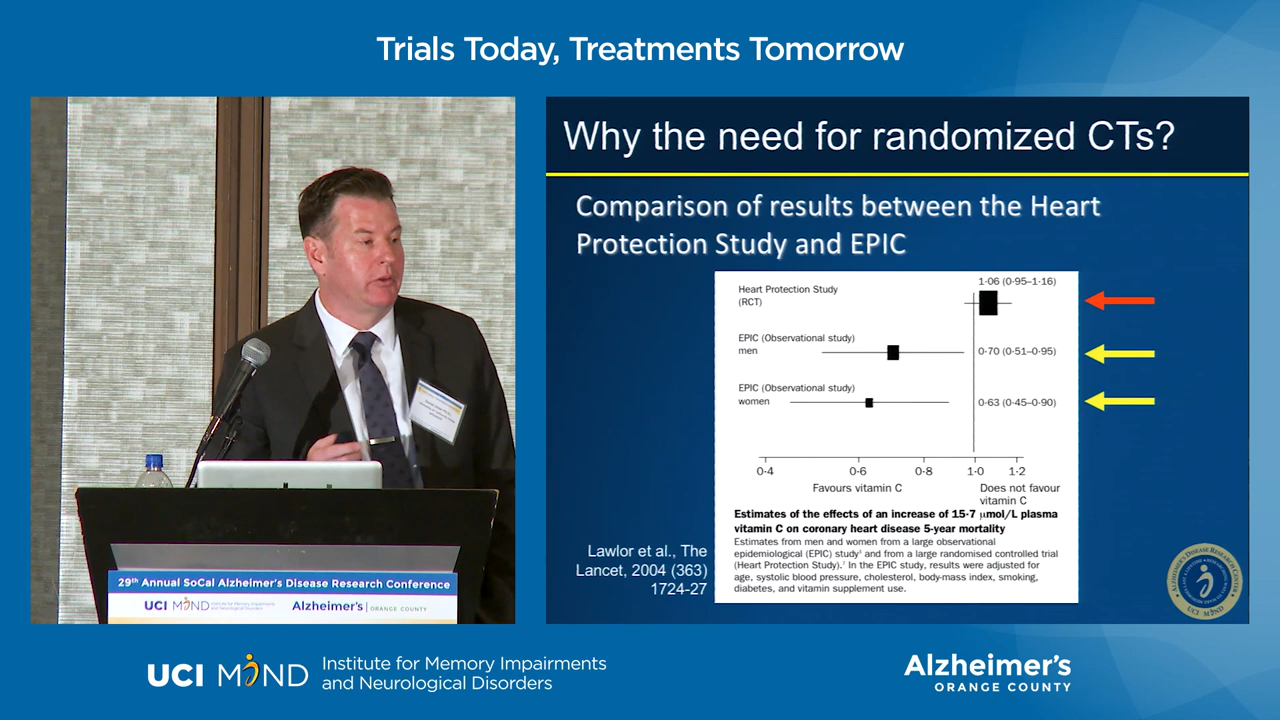 Trials Today, Treatments Tomorrow
Why the need for randomized CTs?
Comparison of results between the Heart
Protection Study and EPIC
Heart Protection Study
(RCT)
1·06 (0·95–1·16)
EPIC (Observational study)
men
0·70 (0·51–0·95)
EPIC (Observational study)
women
0·63 (0·45–0·90)
0·4 0·6 0·8 1·0 1·2
Favours vitamin C
Does not favour
vitamin C
Estimates of the effects of an increase of 15·7 μmol/L plasma
vitamin C on coronary heart disease 5-year mortality
Estimates from men and women from a large observational
epidemiological (EPIC) study³ and from a large randomised controlled trial
(Heart Protection Study).⁷ In the EPIC study, results were adjusted for
age, systolic blood pressure, cholesterol, body-mass index, smoking,
diabetes, and vitamin supplement use.
Lawlor et al., The
Lancet, 2004 (363)
1724-27
UCI MIND
29th Annual SoCal Alzheimer's Disease Research Conference
UCI MIND Institute for Memory Impairments
and Neurological Disorders
Alzheimer's | ORANGE COUNTY
UCI MIND
Institute for Memory Impairments
and Neurological Disorders
Alzheimer's
ORANGE COUNTY